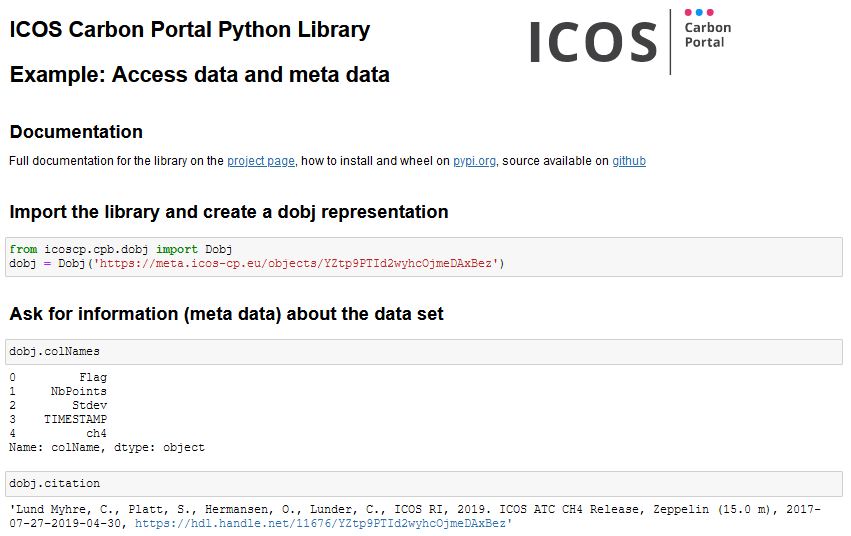 ICOS Carbon Portal Python Library
ICOS
Carbon
Portal
Example: Access data and meta data
Documentation
Full documentation for the library on the project page, how to install and wheel on pypi.org, source available on github
Import the library and create a dobj representation
from icoscp.cpb.dobj import Dobj
dobj = Dobj('https://meta.icos-cp.eu/objects/YZtp9PTId2wyhcOjmeDAxBez')
Ask for information (meta data) about the data set
dobj.colNames
0 Flag
1 NbPoints
2 Stdev
3 TIMESTAMP
4 ch4
Name: colName, dtype: object
dobj.citation
'Lund Myhre, C., Platt, S., Hermansen, O., Lunder, C., ICOS RI, 2019. ICOS ATC CH4 Release, Zeppelin (15.0 m), 2017-
07-27-2019-04-30, https://hdl.handle.net/11676/YZtp9PTId2wyhcOjmeDAxBez'